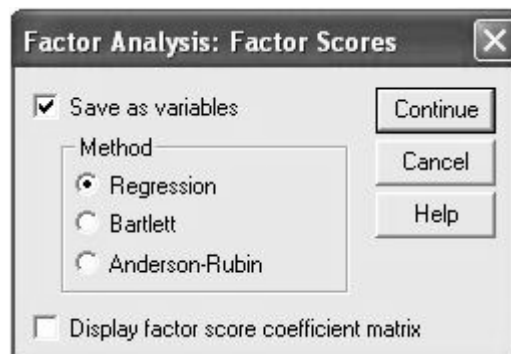 Factor Analysis: Factor Scores
Save as variables
Continue
Method
Cancel
Regression
Help
Bartlett
Anderson-Rubin
Display factor score coefficient matrix